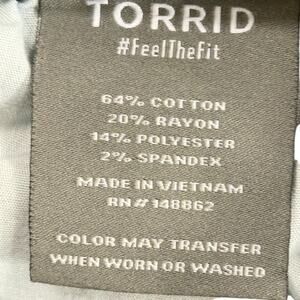 TORRID
#FeelTheFit
64% COTTON
20% RAYON
14% POLYESTER
2% SPANDEX
MADE IN VIETNAM
RN# 148862
COLOR MAY TRANSFER
WHEN WORN OR WASHED